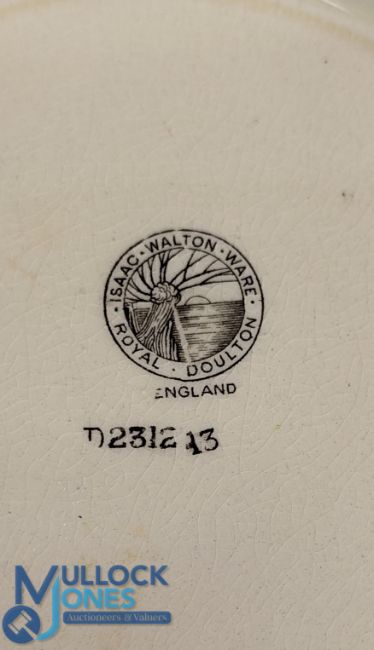 ISAAC · WALTON · WARE ·
ROYAL · DOULTON
ENGLAND
D2312 13
MULLOCK
JONES
Auctioneers & Valuers